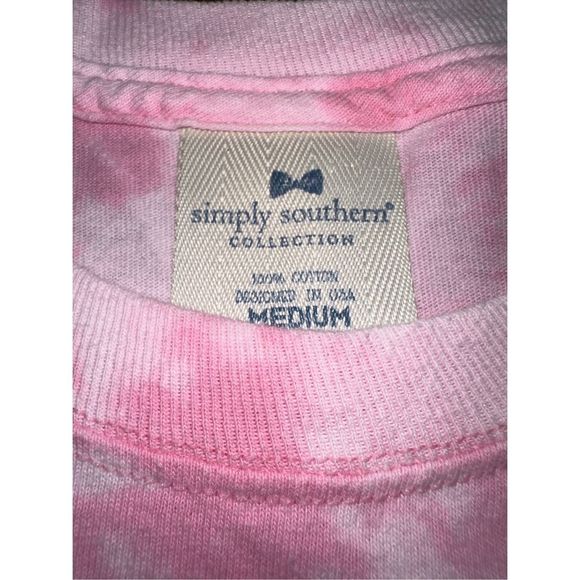 simply southern®
COLLECTION
100% COTTON
DESIGNED IN USA
MEDIUM